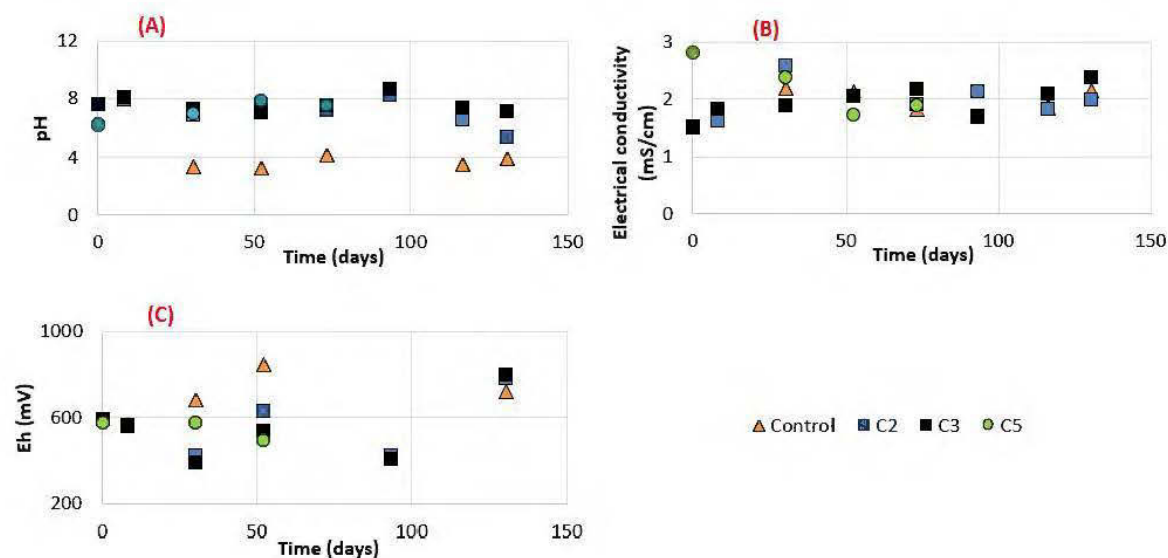 (A)
12
8
4
0
pH
0 50 100 150
Time (days)
(B)
3
2
1
0
Electrical conductivity
(mS/cm)
0 50 100 150
Time (days)
(C)
1000
600
200
Eh (mV)
0 50 100 150
Time (days)
Control C2 C3 C5